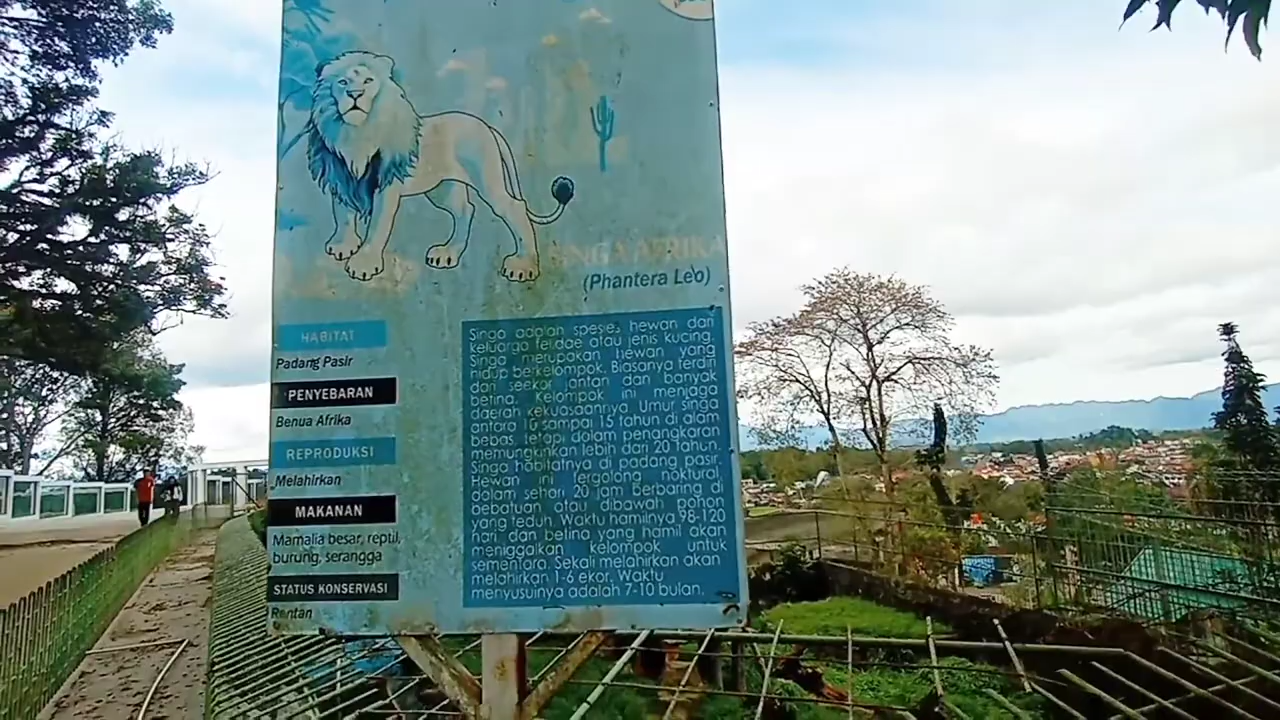 SINGA AFRIKA
(Phantera Leo)
HABITAT
Padang Pasir
PENYEBARAN
Benua Afrika
REPRODUKSI
Melahirkan
MAKANAN
Mamalia besar, reptil,
burung, serangga
STATUS KONSERVASI
Rentan
Singa adalah spesies hewan dari
keluarga felidae atau jenis kucing.
Singa merupakan hewan yang
hidup berkelompok. Biasanya terdiri
dari seekor jantan dan banyak
betina. Kelompok ini menjaga
daerah kekuasaannya. Umur singa
antara 10 sampai 15 tahun di alam
bebas, tetapi dalam penangkaran
memungkinkan lebih dari 20 tahun.
Singa habitatnya di padang pasir.
Hewan ini tergolong noktural,
dalam sehari 20 jam berbaring di
bebatuan atau dibawah pohon
yang teduh. Waktu hamilnya 98-120
hari dan betina yang hamil akan
meniggalkan kelompok untuk
sementara. Sekali melahirkan akan
melahirkan 1-6 ekor. Waktu
menyusuinya adalah 7-10 bulan.